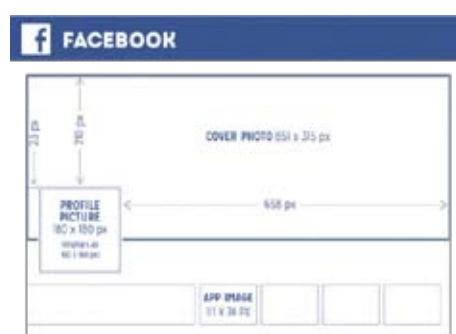 f FACEBOOK
23 px
210 px
COVER PHOTO 851 x 315 px
PROFILE
PICTURE
180 x 180 px
658 px
APP IMAGE
111 x 74 px